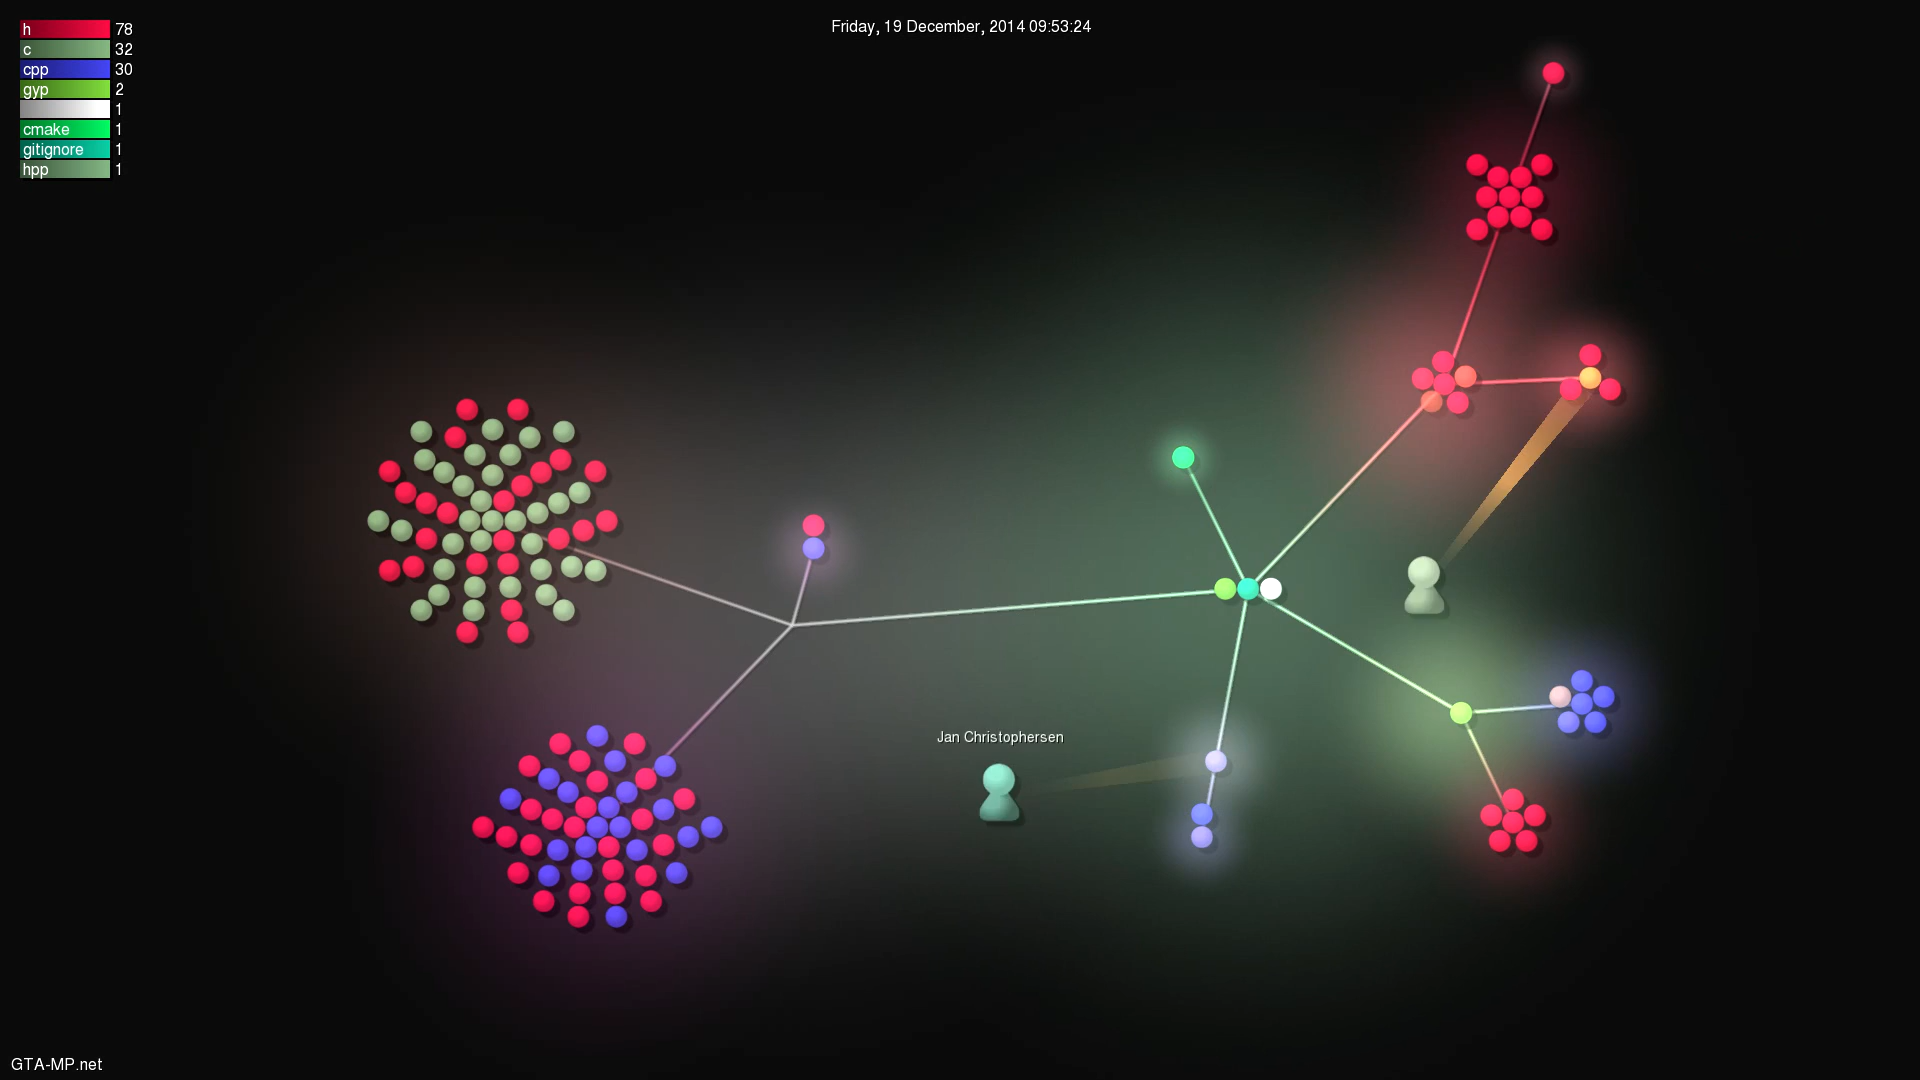 Friday, 19 December, 2014 09:53:24
h 78
c 32
cpp 30
gyp 2
1
cmake 1
gitignore 1
hpp 1
Jan Christophersen
GTA-MP.net